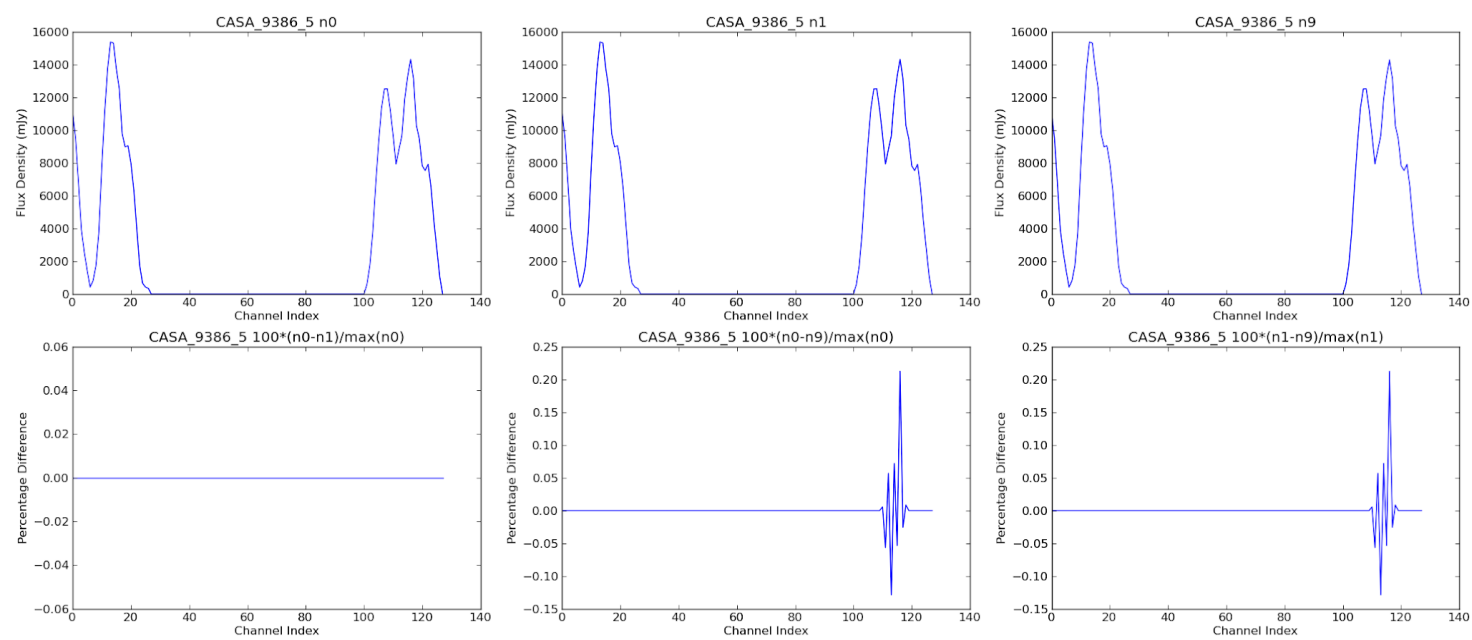 CASA_9386_5 n0
16000
14000
12000
10000
8000
6000
4000
2000
0
Flux Density (mJy)
0 20 40 60 80 100 120 140
Channel Index
CASA_9386_5 n1
16000
14000
12000
10000
8000
6000
4000
2000
0
Flux Density (mJy)
0 20 40 60 80 100 120 140
Channel Index
CASA_9386_5 n9
16000
14000
12000
10000
8000
6000
4000
2000
0
Flux Density (mJy)
0 20 40 60 80 100 120 140
Channel Index
CASA_9386_5 100*(n0-n1)/max(n0)
0.06
0.04
0.02
0.00
−0.02
−0.04
−0.06
Percentage Difference
0 20 40 60 80 100 120 140
Channel Index
CASA_9386_5 100*(n0-n9)/max(n0)
0.25
0.20
0.15
0.10
0.05
0.00
−0.05
−0.10
−0.15
Percentage Difference
0 20 40 60 80 100 120 140
Channel Index
CASA_9386_5 100*(n1-n9)/max(n1)
0.25
0.20
0.15
0.10
0.05
0.00
−0.05
−0.10
−0.15
Percentage Difference
0 20 40 60 80 100 120 140
Channel Index